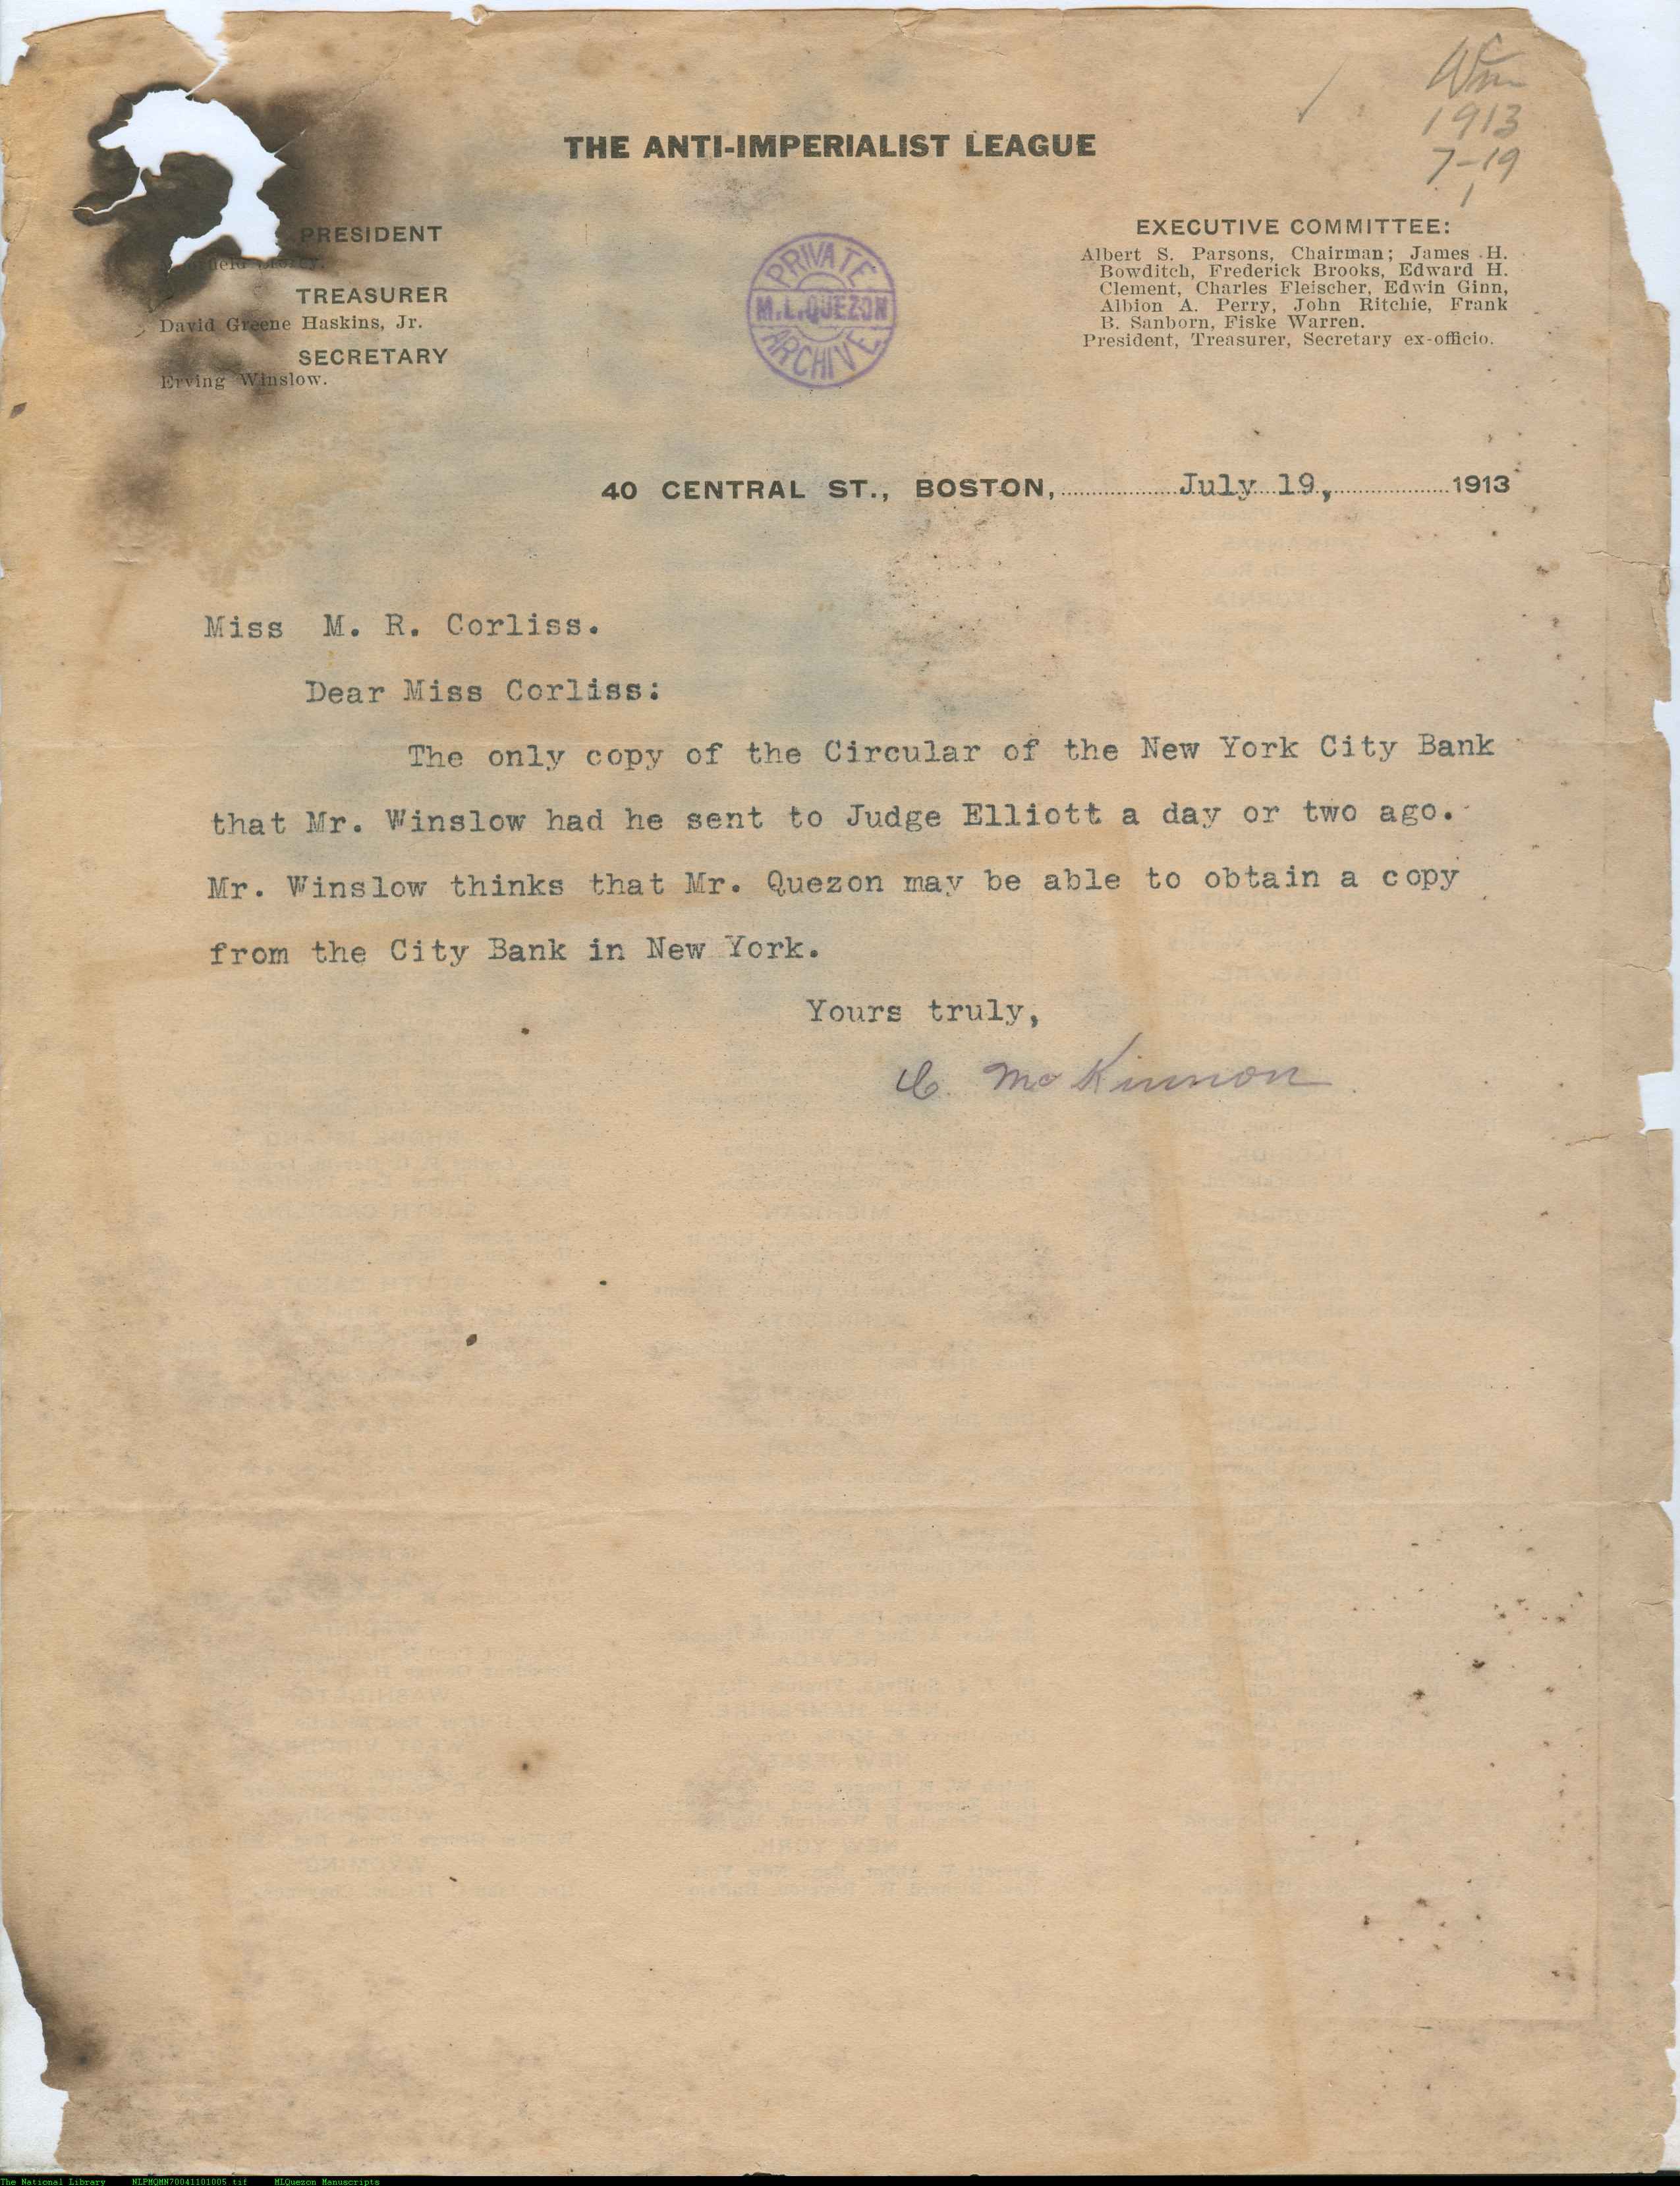 1913
7-19
1
THE ANTI-IMPERIALIST LEAGUE
PRESIDENT
TREASURER
David Greene Haskins, Jr.
SECRETARY
Erving Winslow.
PRIVATE
M.L.QUEZON
ARCHIVE
EXECUTIVE COMMITTEE:
Albert S. Parsons, Chairman; James H.
Bowditch, Frederick Brooks, Edward H.
Clement, Charles Fleischer, Edwin Ginn,
Albion A. Perry, John Ritchie, Frank
B. Sanborn, Fiske Warren.
President, Treasurer, Secretary ex-officio.
40 CENTRAL ST., BOSTON, July 19, 1913
Miss M. R. Corliss.
Dear Miss Corliss:
The only copy of the Circular of the New York City Bank
that Mr. Winslow had he sent to Judge Elliott a day or two ago.
Mr. Winslow thinks that Mr. Quezon may be able to obtain a copy
from the City Bank in New York.
Yours truly,
C. McKinnon
The National Library NLPMQMN70041101005.tif MLQuezon Manuscripts